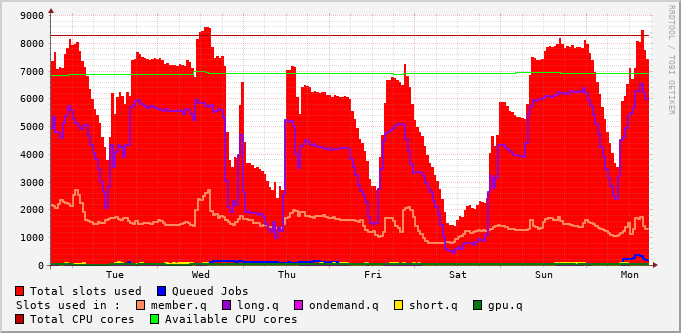 9000
8000
7000
6000
5000
4000
3000
2000
1000
0
Tue Wed Thu Fri Sat Sun Mon
RRDTOOL / TOBI OETIKER
Total slots used Queued Jobs
Slots used in : member.q long.q ondemand.q short.q gpu.q
Total CPU cores Available CPU cores